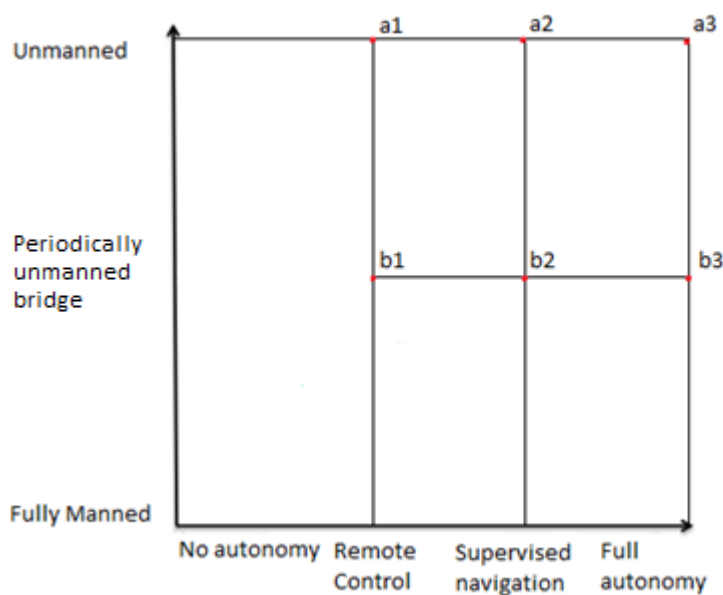 a1 a2 a3
Unmanned
Periodically
unmanned
bridge
b1 b2 b3
Fully Manned
No autonomy Remote Supervised Full
Control navigation autonomy